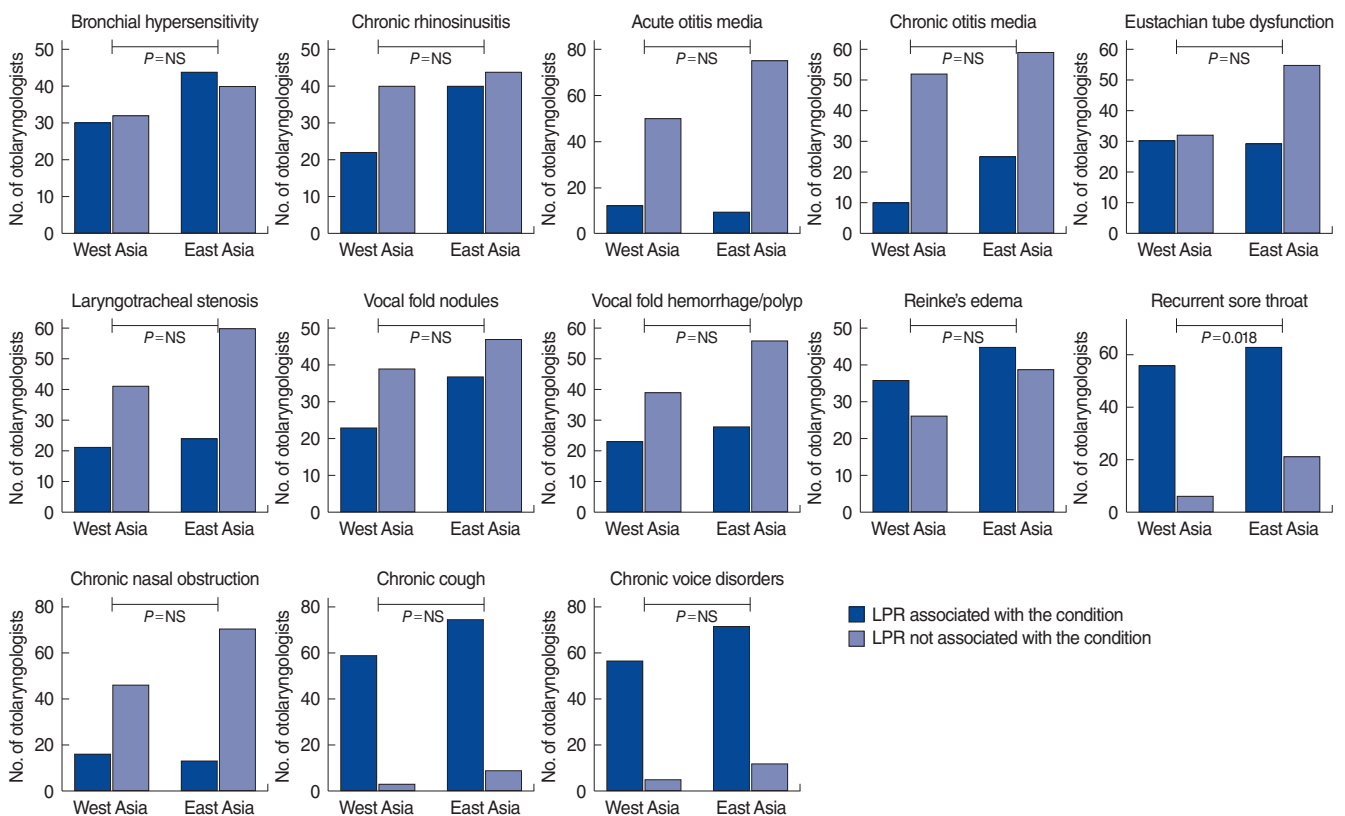 Bronchial hypersensitivity
No. of otolaryngologists
50
40
30
20
10
0
P=NS
West Asia
East Asia
Chronic rhinosinusitis
No. of otolaryngologists
50
40
30
20
10
0
P=NS
West Asia
East Asia
Acute otitis media
No. of otolaryngologists
80
60
40
20
0
P=NS
West Asia
East Asia
Chronic otitis media
No. of otolaryngologists
60
50
40
30
20
10
0
P=NS
West Asia
East Asia
Eustachian tube dysfunction
No. of otolaryngologists
60
50
40
30
20
10
0
P=NS
West Asia
East Asia
Laryngotracheal stenosis
No. of otolaryngologists
60
50
40
30
20
10
0
P=NS
West Asia
East Asia
Vocal fold nodules
No. of otolaryngologists
50
40
30
20
10
0
P=NS
West Asia
East Asia
Vocal fold hemorrhage/polyp
No. of otolaryngologists
60
50
40
30
20
10
0
P=NS
West Asia
East Asia
Reinke's edema
No. of otolaryngologists
50
40
30
20
10
0
P=NS
West Asia
East Asia
Recurrent sore throat
No. of otolaryngologists
60
40
20
0
P=0.018
West Asia
East Asia
Chronic nasal obstruction
No. of otolaryngologists
80
60
40
20
0
P=NS
West Asia
East Asia
Chronic cough
No. of otolaryngologists
80
60
40
20
0
P=NS
West Asia
East Asia
Chronic voice disorders
No. of otolaryngologists
80
60
40
20
0
P=NS
West Asia
East Asia
LPR associated with the condition
LPR not associated with the condition